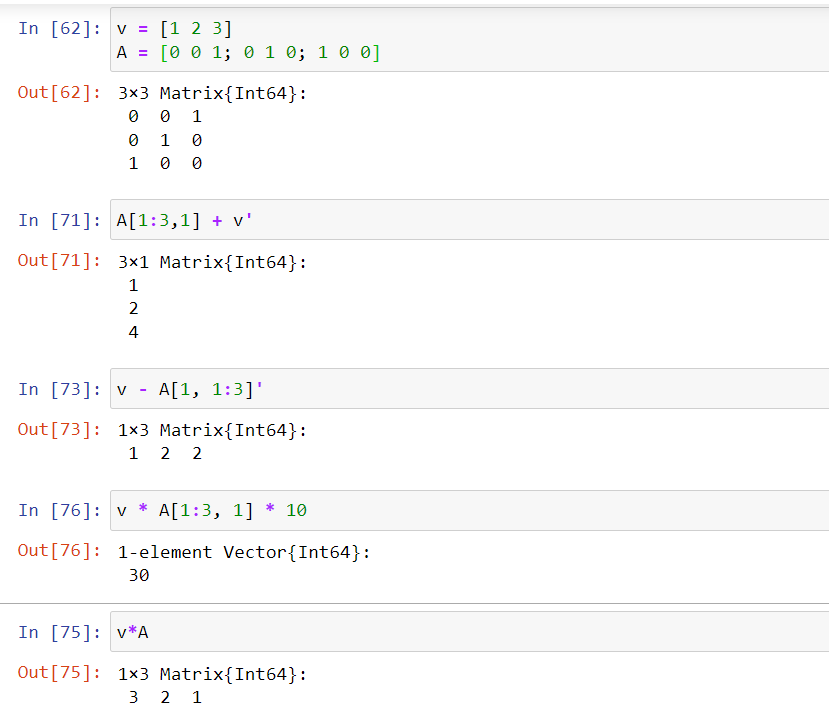 In [62]: v = [1 2 3]
A = [0 0 1; 0 1 0; 1 0 0]
Out[62]: 3×3 Matrix{Int64}:
0 0 1
0 1 0
1 0 0
In [71]: A[1:3,1] + v'
Out[71]: 3×1 Matrix{Int64}:
1
2
4
In [73]: v - A[1, 1:3]'
Out[73]: 1×3 Matrix{Int64}:
1 2 2
In [76]: v * A[1:3, 1] * 10
Out[76]: 1-element Vector{Int64}:
30
In [75]: v*A
Out[75]: 1×3 Matrix{Int64}:
3 2 1